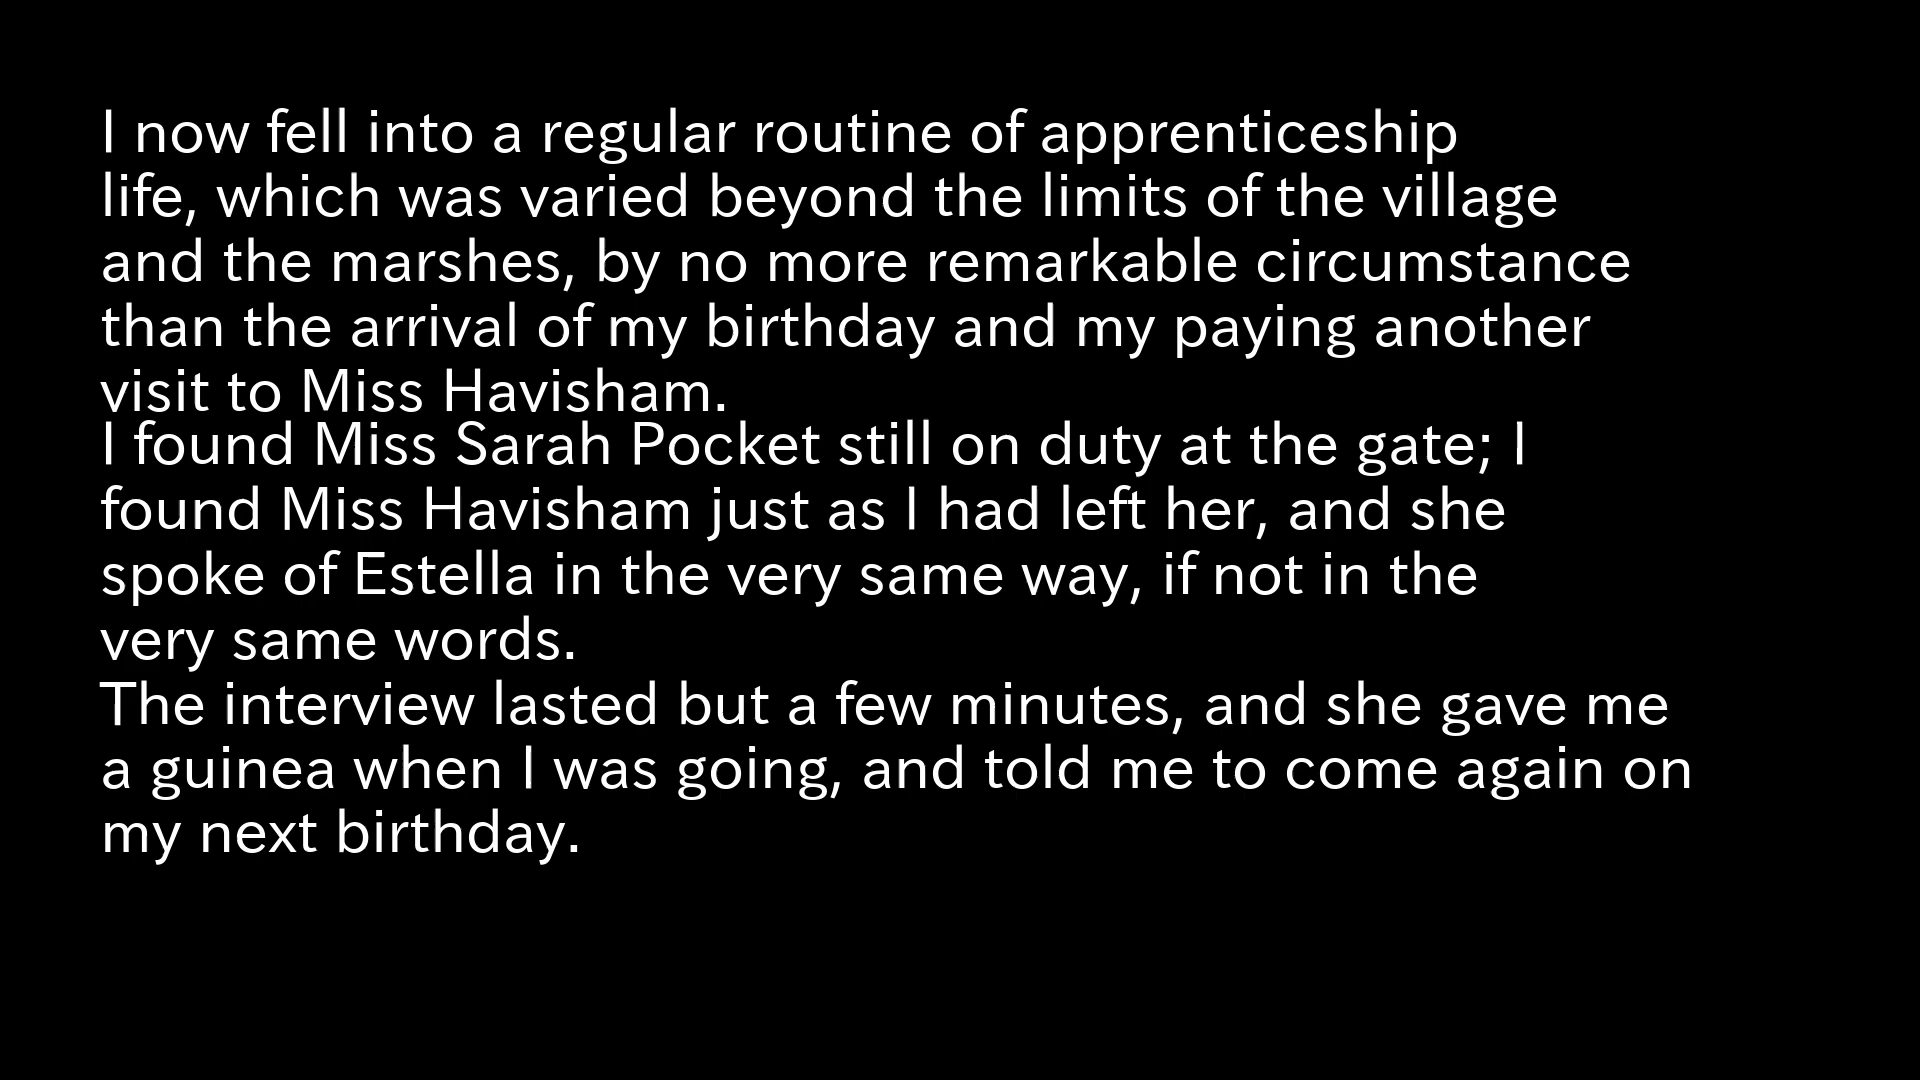 I now fell into a regular routine of apprenticeship
life, which was varied beyond the limits of the village
and the marshes, by no more remarkable circumstance
than the arrival of my birthday and my paying another
visit to Miss Havisham.
I found Miss Sarah Pocket still on duty at the gate; I
found Miss Havisham just as I had left her, and she
spoke of Estella in the very same way, if not in the
very same words.
The interview lasted but a few minutes, and she gave me
a guinea when I was going, and told me to come again on
my next birthday.